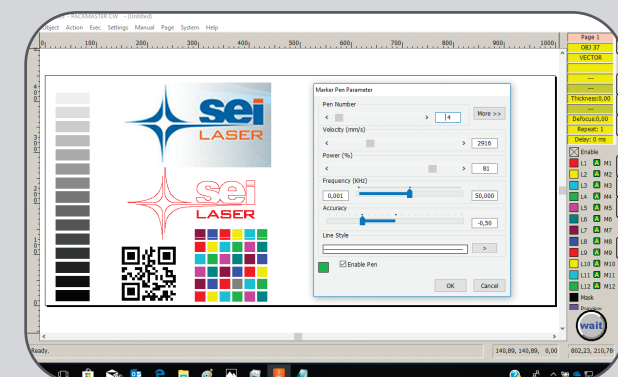 PACKMASTER CW - (Untitled)
Object Action Exec Settings Manual Page System Help
0 100 200 300 400 500 600 700 800 900 1000
sei
LASER
sei
LASER
Marker Pen Parameter
Pen Number
< > 4 More >>
Velocity (mm/s)
< > 2916
Power (%)
< > 81
Frequency (KHz)
0,001 50,000
Accuracy
-0,50
Line Style
>
Enable Pen
OK Cancel
Page 1
OBJ 37
VECTOR
---
---
Thickness:0,00
---
Defocus:0,00
Repeat: 1
Delay: 0 ms
Enable
L1 A M1
L2 A M2
L3 A M3
L4 A M4
L5 A M5
L6 A M6
L7 A M7
L8 A M8
L9 A M9
L10 A M10
L11 A M11
L12 A M12
Mask
Preview
wait
Ready. 140,89, 140,89, 0,00 802,23, 210,78